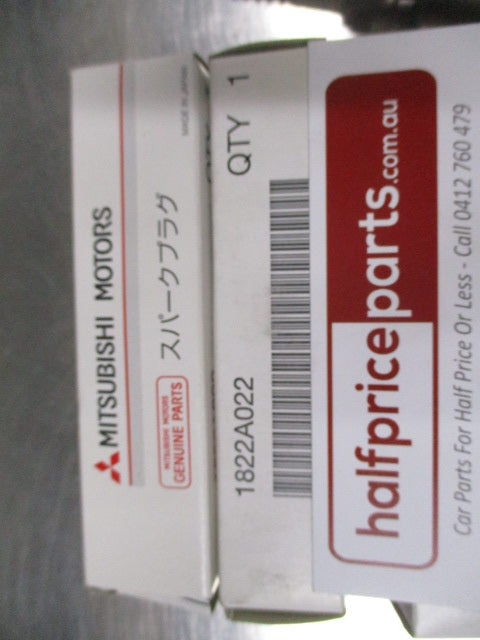 MITSUBISHI MOTORS
MITSUBISHI MOTORS
GENUINE PARTS
スパークプラグ
MADE IN JAPAN
1822A022
QTY 1
halfpriceparts.com.au
Car Parts For Half Price Or Less - Call 0412 760 479